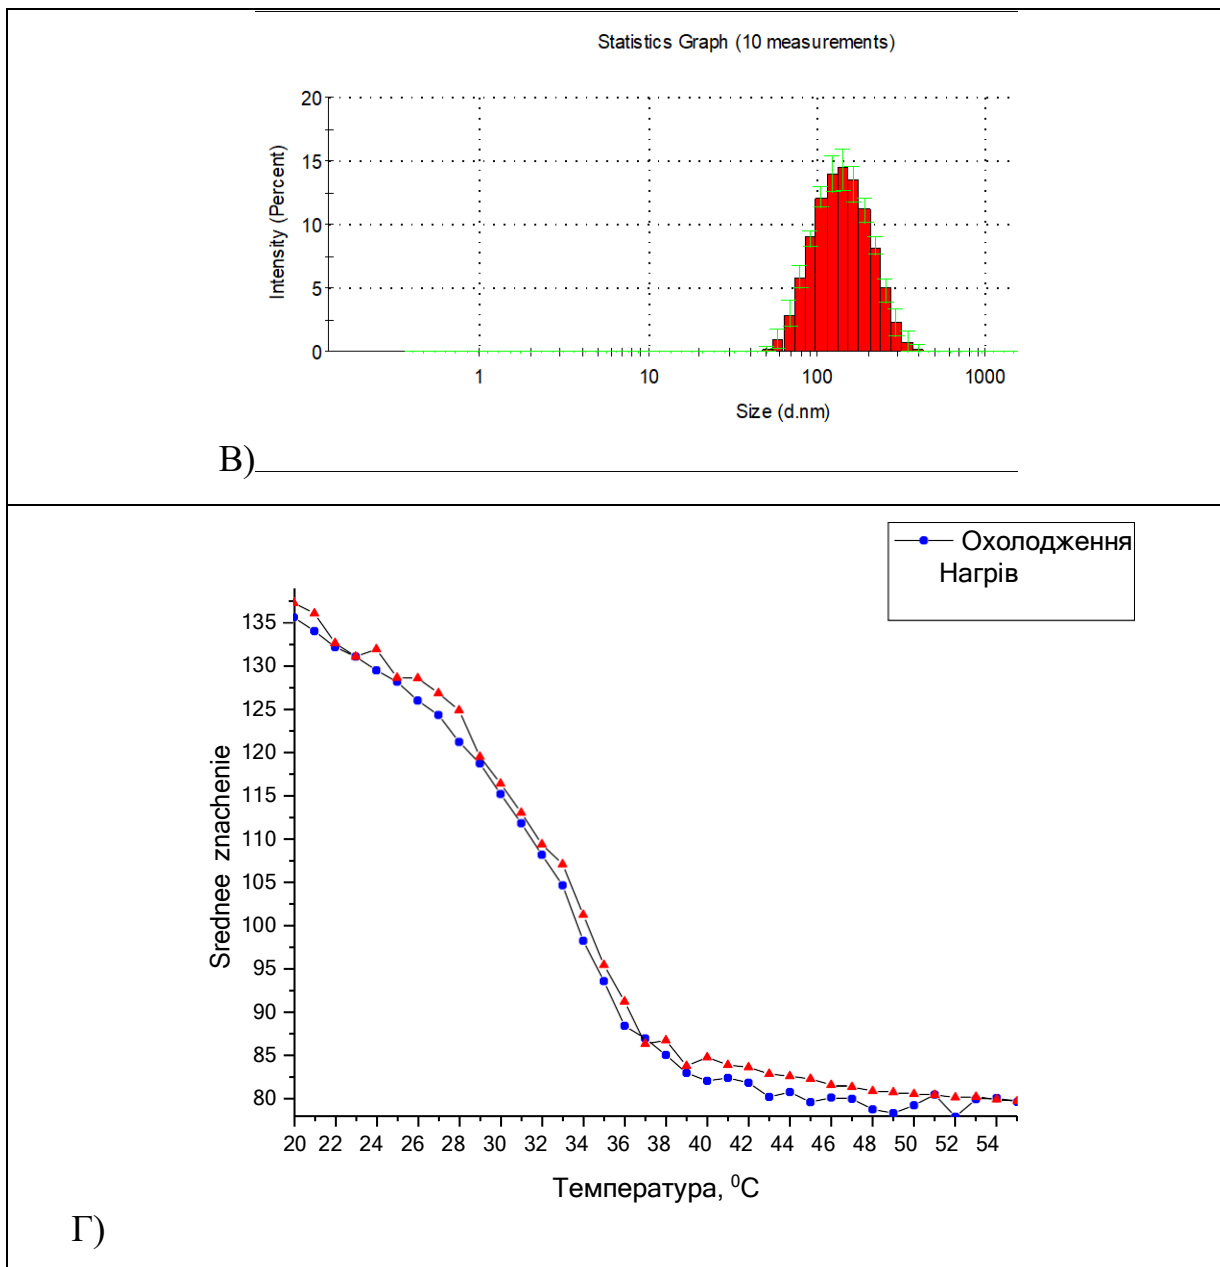 Statistics Graph (10 measurements)
20
15
10
5
0
Intensity (Percent)
1 10 100 1000
Size (d.nm)
В)
Охолодження
Нагрів
135
130
125
120
115
110
105
100
95
90
85
80
Srednee znachenie
20 22 24 26 28 30 32 34 36 38 40 42 44 46 48 50 52 54
Температура, ⁰C
Г)